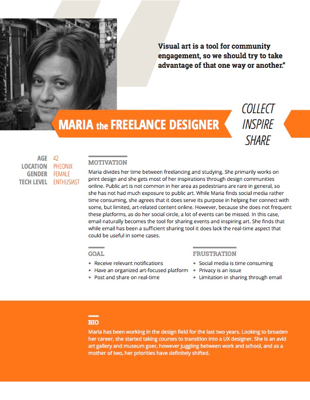 Visual art is a tool for community
engagement, so we should try to take
advantage of that one way or another."
MARIA the FREELANCE DESIGNER
COLLECT
INSPIRE
SHARE
AGE 42
LOCATION PHEONIX
GENDER FEMALE
TECH LEVEL ENTHUSIAST
MOTIVATION
Maria divides her time between freelancing and studying. She primarily works on
print design and she gets most of her inspirations through design communities
online. Public art is not common in her area as pedestrians are rare in general, so
she has not had much exposure to public art. While Maria finds social media rather
time consuming, she agrees that it does serve its purpose in helping her connect with
some, but limited, art-related content online. However, because she does not frequent
these platforms, as do her social circle, a lot of events can be missed. In this case,
email naturally becomes the tool for sharing events and inspiring art. She finds that
while email has been a sufficient sharing tool it does lack the real-time aspect that
could be useful in some cases.
GOAL
+ Receive relevant notifications
+ Have an organized art-focused platform
+ Post and share on real-time
FRUSTRATION
+ Social media is time consuming
+ Privacy is an issue
+ Limitation in sharing through email
BIO
Maria has been working in the design field for the last two years. Looking to broaden
her career, she started taking courses to transition into a UX designer. She is an avid
art gallery and museum goer, however juggling between work and school, and as a
mother of two, her priorities have definitely shifted.